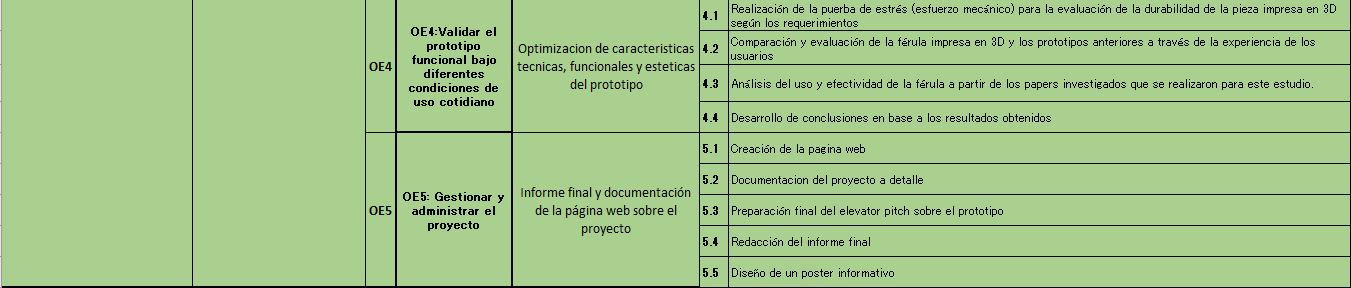 OE4
OE4:Validar el
prototipo
funcional bajo
diferentes
condiciones de
uso cotidiano
Optimizacion de caracteristicas
tecnicas, funcionales y esteticas
del prototipo
4.1 Realización de la puerba de estrés (esfuerzo mecánico) para la evaluación de la durabilidad de la pieza impresa en 3D
según los requerimientos
4.2 Comparación y evaluación de la férula impresa en 3D y los prototipos anteriores a través de la experiencia de los
usuarios
4.3 Análisis del uso y efectividad de la férula a partir de los papers investigados que se realizaron para este estudio.
4.4 Desarrollo de conclusiones en base a los resultados obtenidos
OE5
OE5: Gestionar y
administrar el
proyecto
Informe final y documentación
de la página web sobre el
proyecto
5.1 Creación de la pagina web
5.2 Documentacion del proyecto a detalle
5.3 Preparación final del elevator pitch sobre el prototipo
5.4 Redacción del informe final
5.5 Diseño de un poster informativo